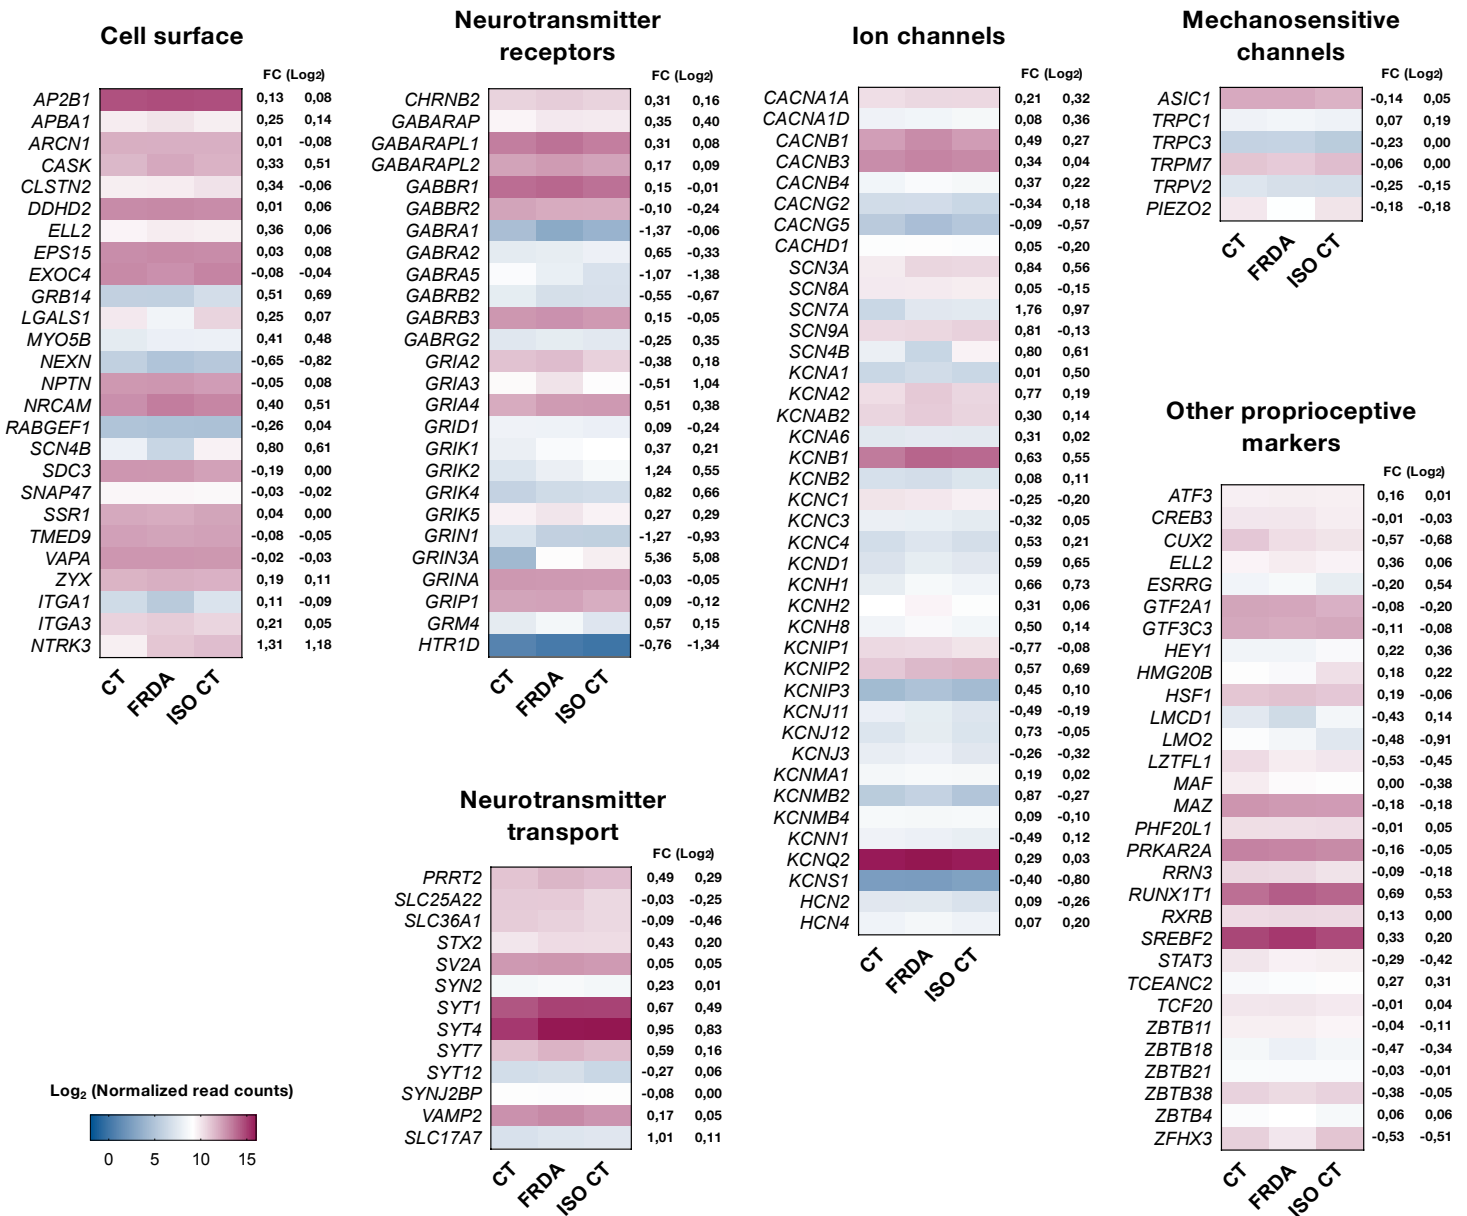 Cell surface
FC (Log2)
AP2B1 0,13 0,08
APBA1 0,25 0,14
ARCN1 0,01 -0,08
CASK 0,33 0,51
CLSTN2 0,34 -0,06
DDHD2 0,01 0,06
ELL2 0,36 0,06
EPS15 0,03 0,08
EXOC4 -0,08 -0,04
GRB14 0,51 0,69
LGALS1 0,25 0,07
MYO5B 0,41 0,48
NEXN -0,65 -0,82
NPTN -0,05 0,08
NRCAM 0,40 0,51
RABGEF1 -0,26 0,04
SCN4B 0,80 0,61
SDC3 -0,19 0,00
SNAP47 -0,03 -0,02
SSR1 0,04 0,00
TMED9 -0,08 -0,05
VAPA -0,02 -0,03
ZYX 0,19 0,11
ITGA1 0,11 -0,09
ITGA3 0,21 0,05
NTRK3 1,31 1,18
CT FRDA ISO CT
Neurotransmitter
receptors
FC (Log2)
CHRNB2 0,31 0,16
GABARAP 0,35 0,40
GABARAPL1 0,31 0,08
GABARAPL2 0,17 0,09
GABBR1 0,15 -0,01
GABBR2 -0,10 -0,24
GABRA1 -1,37 -0,06
GABRA2 0,65 -0,33
GABRA5 -1,07 -1,38
GABRB2 -0,55 -0,67
GABRB3 0,15 -0,05
GABRG2 -0,25 0,35
GRIA2 -0,38 0,18
GRIA3 -0,51 1,04
GRIA4 0,51 0,38
GRID1 0,09 -0,24
GRIK1 0,37 0,21
GRIK2 1,24 0,55
GRIK4 0,82 0,66
GRIK5 0,27 0,29
GRIN1 -1,27 -0,93
GRIN3A 5,36 5,08
GRINA -0,03 -0,05
GRIP1 0,09 -0,12
GRM4 0,57 0,15
HTR1D -0,76 -1,34
CT FRDA ISO CT
Neurotransmitter
transport
FC (Log2)
PRRT2 0,49 0,29
SLC25A22 -0,03 -0,25
SLC36A1 -0,09 -0,46
STX2 0,43 0,20
SV2A 0,05 0,05
SYN2 0,23 0,01
SYT1 0,67 0,49
SYT4 0,95 0,83
SYT7 0,59 0,16
SYT12 -0,27 0,06
SYNJ2BP -0,08 0,00
VAMP2 0,17 0,05
SLC17A7 1,01 0,11
CT FRDA ISO CT
Ion channels
FC (Log2)
CACNA1A 0,21 0,32
CACNA1D 0,08 0,36
CACNB1 0,49 0,27
CACNB3 0,34 0,04
CACNB4 0,37 0,22
CACNG2 -0,34 0,18
CACNG5 -0,09 -0,57
CACHD1 0,05 -0,20
SCN3A 0,84 0,56
SCN8A 0,05 -0,15
SCN7A 1,76 0,97
SCN9A 0,81 -0,13
SCN4B 0,80 0,61
KCNA1 0,01 0,50
KCNA2 0,77 0,19
KCNAB2 0,30 0,14
KCNA6 0,31 0,02
KCNB1 0,63 0,55
KCNB2 0,08 0,11
KCNC1 -0,25 -0,20
KCNC3 -0,32 0,05
KCNC4 0,53 0,21
KCND1 0,59 0,65
KCNH1 0,66 0,73
KCNH2 0,31 0,06
KCNH8 0,50 0,14
KCNIP1 -0,77 -0,08
KCNIP2 0,57 0,69
KCNIP3 0,45 0,10
KCNJ11 -0,49 -0,19
KCNJ12 0,73 -0,05
KCNJ3 -0,26 -0,32
KCNMA1 0,19 0,02
KCNMB2 0,87 -0,27
KCNMB4 0,09 -0,10
KCNN1 -0,49 0,12
KCNQ2 0,29 0,03
KCNS1 -0,40 -0,80
HCN2 0,09 -0,26
HCN4 0,07 0,20
CT FRDA ISO CT
Mechanosensitive
channels
FC (Log2)
ASIC1 -0,14 0,05
TRPC1 0,07 0,19
TRPC3 -0,23 0,00
TRPM7 -0,06 0,00
TRPV2 -0,25 -0,15
PIEZO2 -0,18 -0,18
CT FRDA ISO CT
Other proprioceptive
markers
FC (Log2)
ATF3 0,16 0,01
CREB3 -0,01 -0,03
CUX2 -0,57 -0,68
ELL2 0,36 0,06
ESRRG -0,20 0,54
GTF2A1 -0,08 -0,20
GTF3C3 -0,11 -0,08
HEY1 0,22 0,36
HMG20B 0,18 0,22
HSF1 0,19 -0,06
LMCD1 -0,43 0,14
LMO2 -0,48 -0,91
LZTFL1 -0,53 -0,45
MAF 0,00 -0,38
MAZ -0,18 -0,18
PHF20L1 -0,01 0,05
PRKAR2A -0,16 -0,05
RRN3 -0,09 -0,18
RUNX1T1 0,69 0,53
RXRB 0,13 0,00
SREBF2 0,33 0,20
STAT3 -0,29 -0,42
TCEANC2 0,27 0,31
TCF20 -0,01 0,04
ZBTB11 -0,04 -0,11
ZBTB18 -0,47 -0,34
ZBTB21 -0,03 -0,01
ZBTB38 -0,38 -0,05
ZBTB4 0,06 0,06
ZFHX3 -0,53 -0,51
CT FRDA ISO CT
Log2 (Normalized read counts)
0 5 10 15